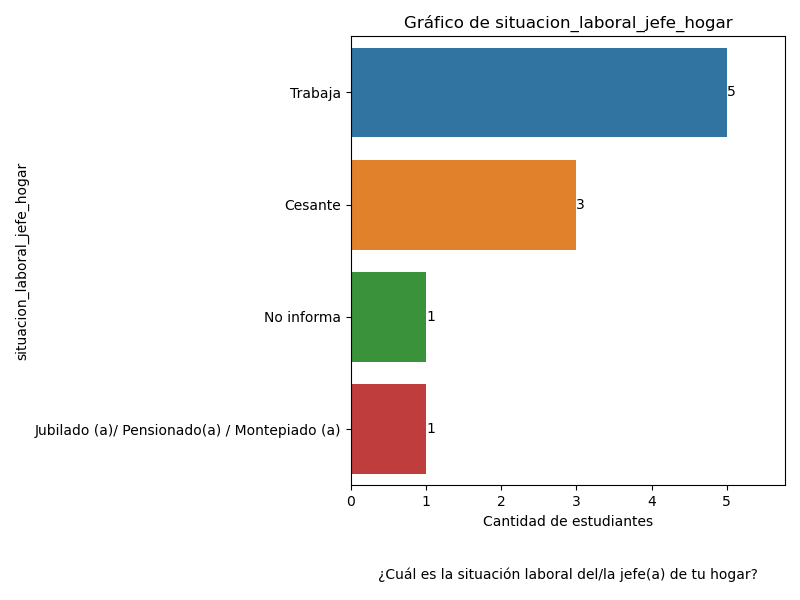 Gráfico de situacion_laboral_jefe_hogar
situacion_laboral_jefe_hogar
Trabaja
5
Cesante
3
No informa
1
Jubilado (a)/ Pensionado(a) / Montepiado (a)
1
0 1 2 3 4 5
Cantidad de estudiantes
¿Cuál es la situación laboral del/la jefe(a) de tu hogar?